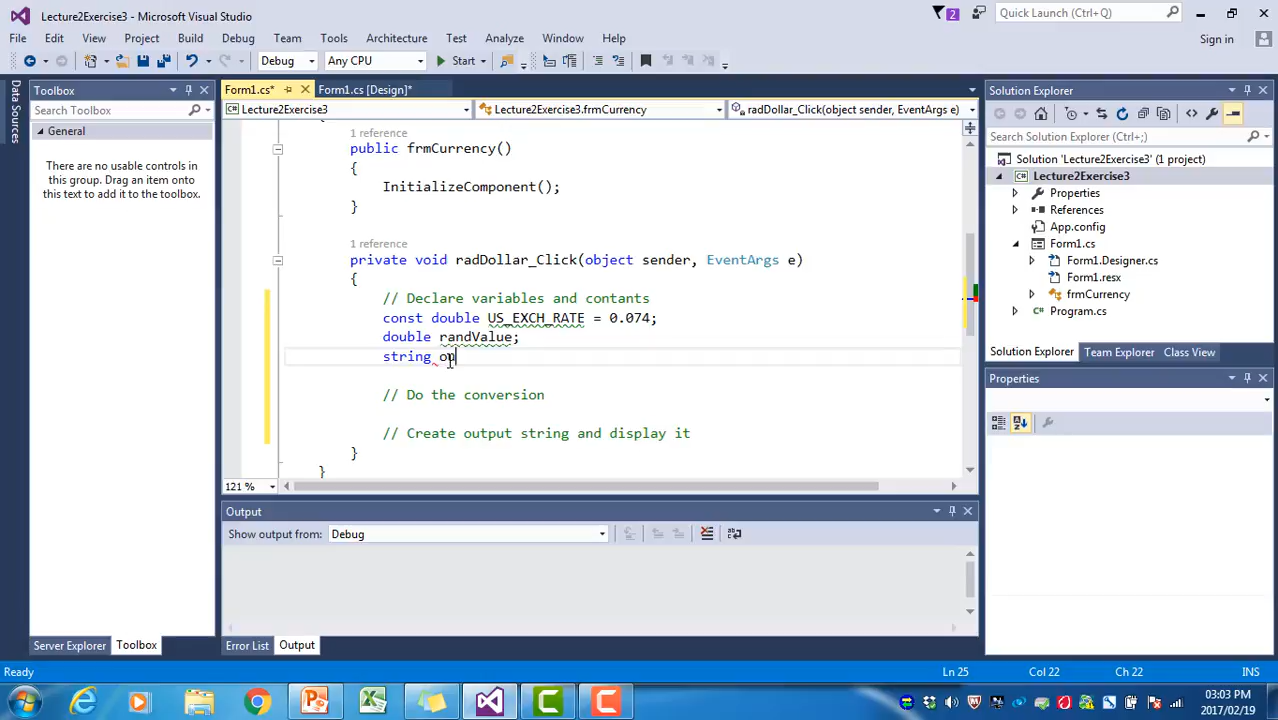 Lecture2Exercise3 - Microsoft Visual Studio
2
Quick Launch (Ctrl+Q)
File Edit View Project Build Debug Team Tools Architecture Test Analyze Window Help
Sign in
Debug Any CPU Start
Data Sources
Toolbox
Search Toolbox
General
There are no usable controls in
this group. Drag an item onto
this text to add it to the toolbox.
Server Explorer Toolbox
Form1.cs* Form1.cs [Design]*
Lecture2Exercise3 Lecture2Exercise3.frmCurrency radDollar_Click(object sender, EventArgs e)
{
1 reference
public frmCurrency()
{
InitializeComponent();
}
1 reference
private void radDollar_Click(object sender, EventArgs e)
{
// Declare variables and contants
const double US_EXCH_RATE = 0.074;
double randValue;
string ou
// Do the conversion
// Create output string and display it
}
}
121 %
Output
Show output from: Debug
Error List Output
Solution Explorer
Search Solution Explorer (Ctrl+;)
Solution 'Lecture2Exercise3' (1 project)
C# Lecture2Exercise3
Properties
References
App.config
Form1.cs
Form1.Designer.cs
Form1.resx
frmCurrency
Program.cs
Solution Explorer Team Explorer Class View
Properties
Ready Ln 25 Col 22 Ch 22 INS
03:03 PM
2017/02/19